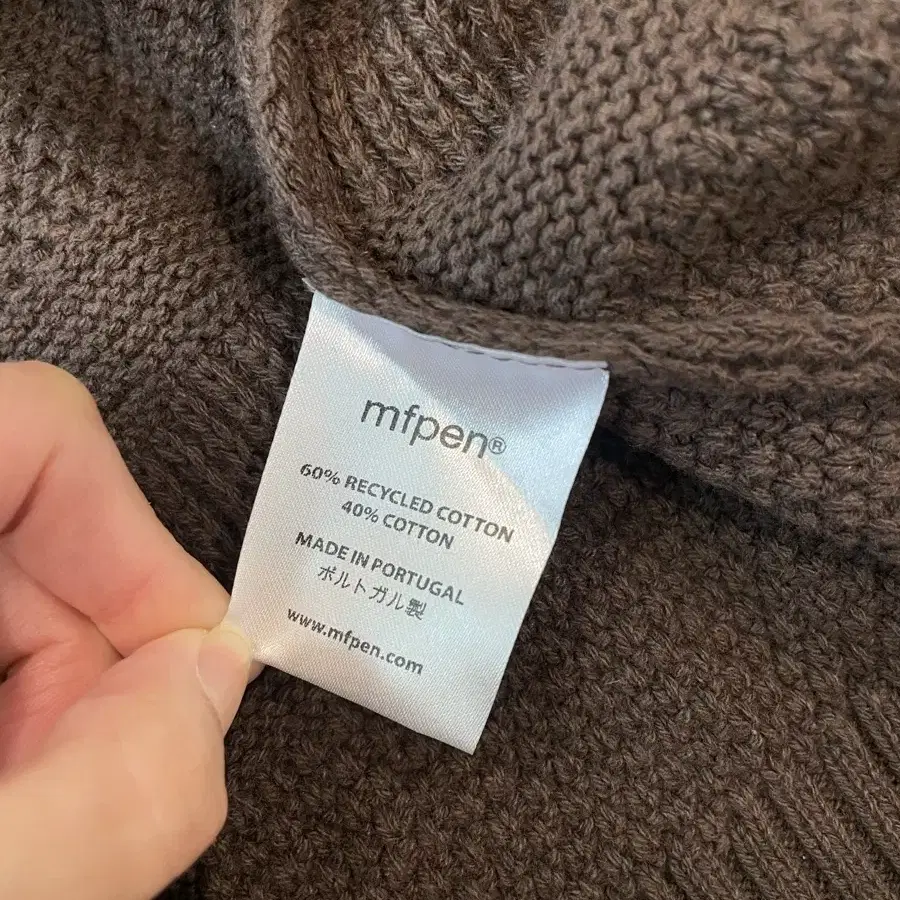 mfpen®
60% RECYCLED COTTON
40% COTTON
MADE IN PORTUGAL
ポルトガル製
www.mfpen.com